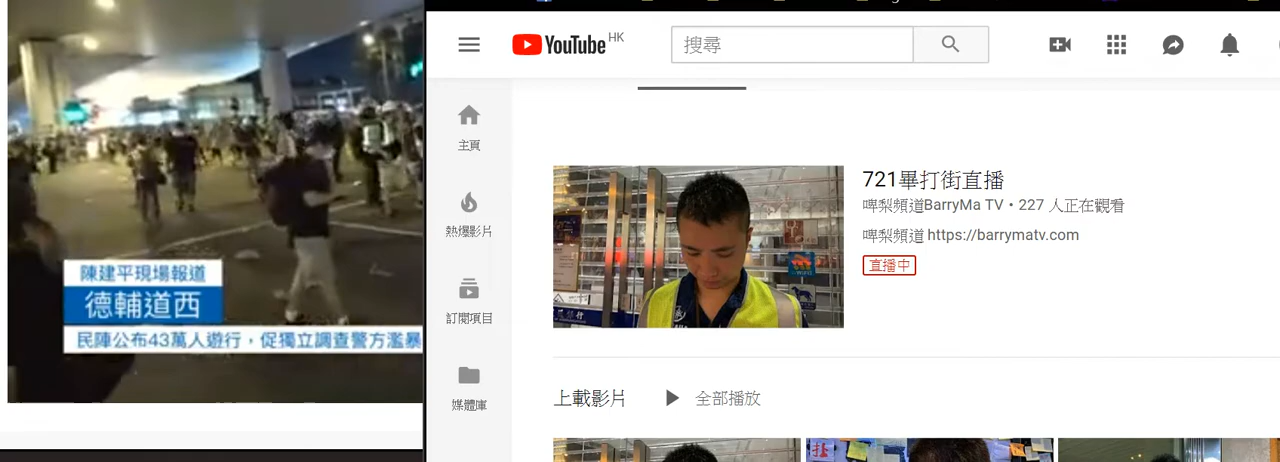 陳建平現場報道
德輔道西
民陣公布43萬人遊行，促獨立調查警方濫暴
YouTube HK
搜尋
主頁
熱爆影片
訂閱項目
媒體庫
721畢打街直播
啤梨頻道BarryMa TV • 227 人正在觀看
啤梨頻道 https://barrymatv.com
直播中
上載影片
全部播放